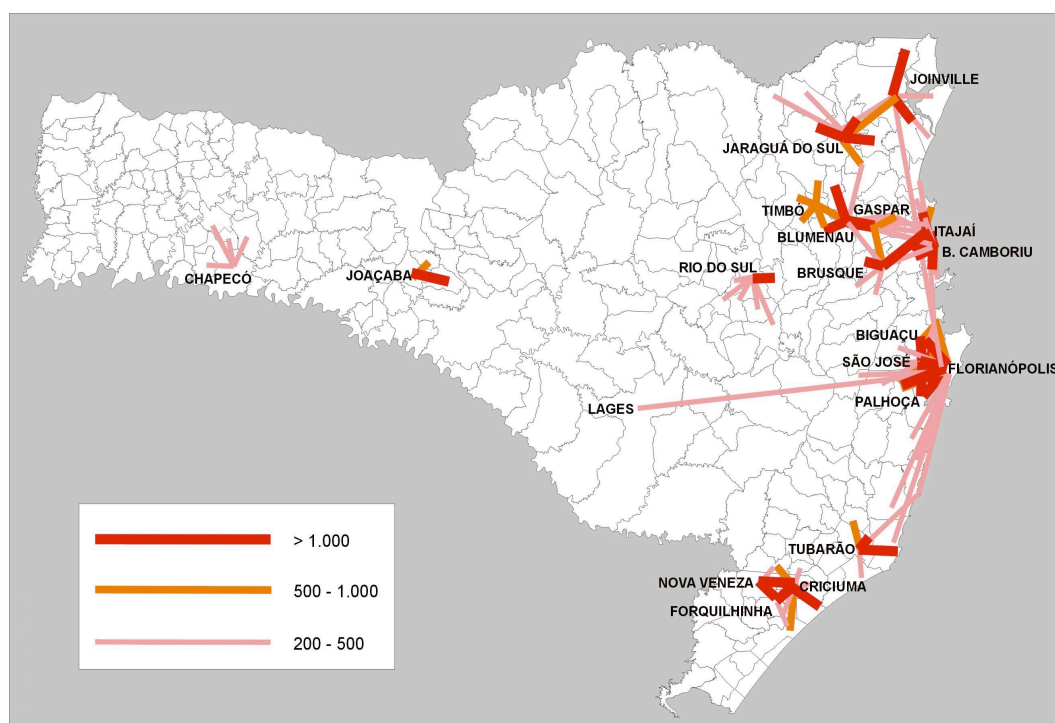 JOINVILLE
JARAGUÁ DO SUL
TIMBÓ
GASPAR
BLUMENAU
ITAJAÍ
B. CAMBORIU
BRUSQUE
RIO DO SUL
JOAÇABA
CHAPECÓ
BIGUAÇU
SÃO JOSÉ
FLORIANÓPOLIS
PALHOÇA
LAGES
TUBARÃO
NOVA VENEZA
CRICIUMA
FORQUILHINHA
> 1.000
500 - 1.000
200 - 500